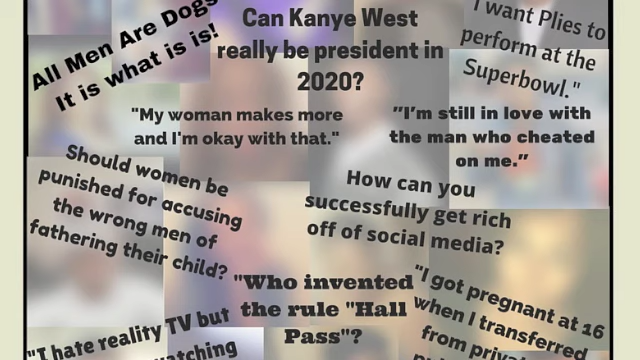 All Men Are Dogs
It is what is is!
Can Kanye West
really be president in
2020?
I want Plies to
perform at the
Superbowl."
"My woman makes more
and I'm okay with that."
"I'm still in love with
the man who cheated
on me."
Should women be
punished for accusing
the wrong men of
fathering their child?
How can you
successfully get rich
off of social media?
"Who invented
the rule "Hall
Pass"?
"I got pregnant at 16
when I transferred
from
"I hate reality TV but
watching